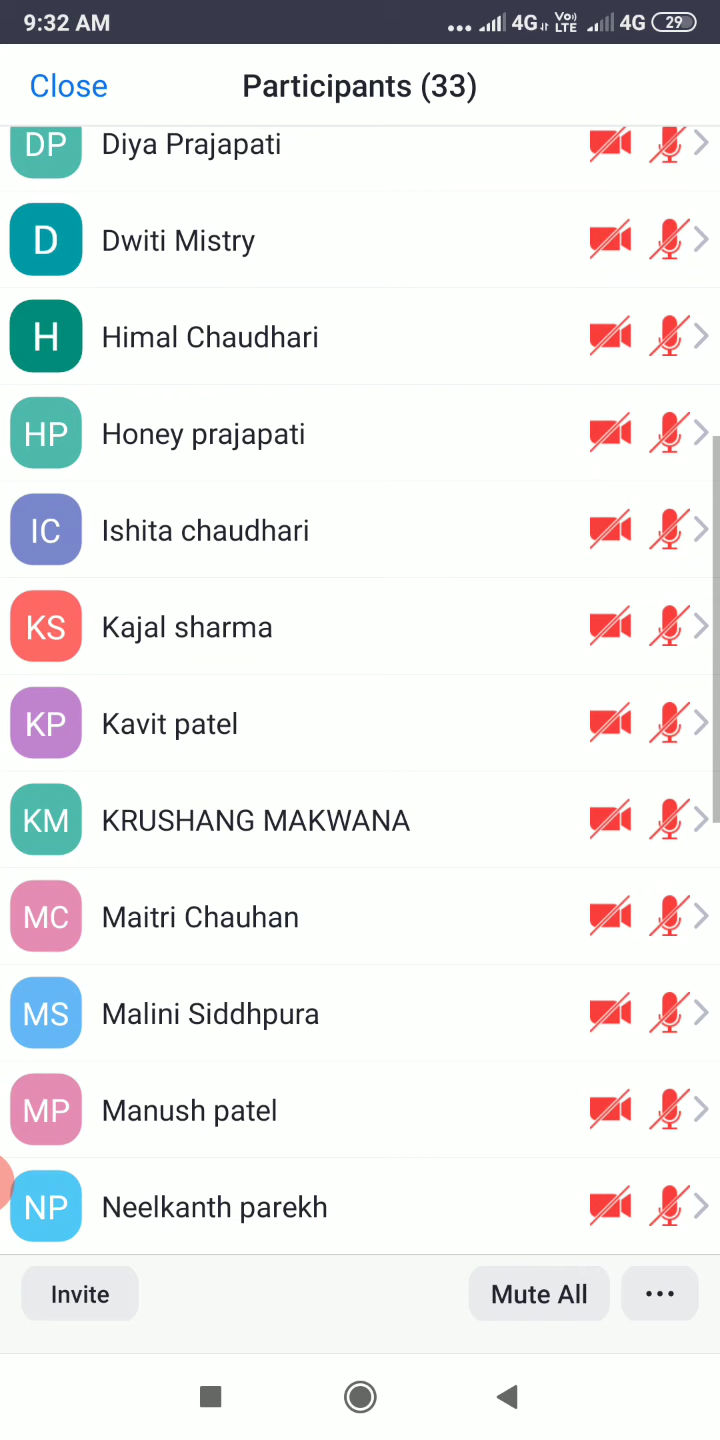 9:32 AM 4G Vo)) LTE 4G 29
Close Participants (33)
DP Diya Prajapati
D Dwiti Mistry
H Himal Chaudhari
HP Honey prajapati
IC Ishita chaudhari
KS Kajal sharma
KP Kavit patel
KM KRUSHANG MAKWANA
MC Maitri Chauhan
MS Malini Siddhpura
MP Manush patel
NP Neelkanth parekh
Invite Mute All